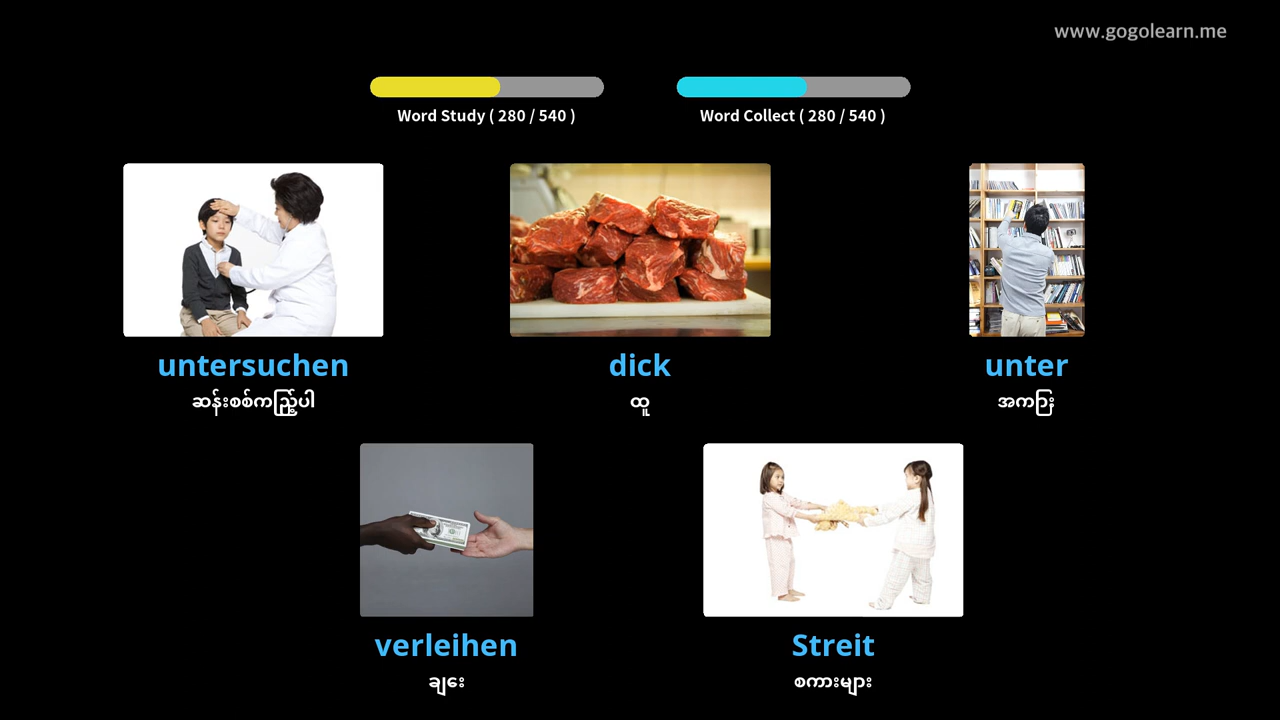 www.gogolearn.me
Word Study ( 280 / 540 )
Word Collect ( 280 / 540 )
untersuchen
ဆန်းစစ်ကည့်ြပါ
dick
ထူ
unter
အကြား
verleihen
ချေး
Streit
စကားများ